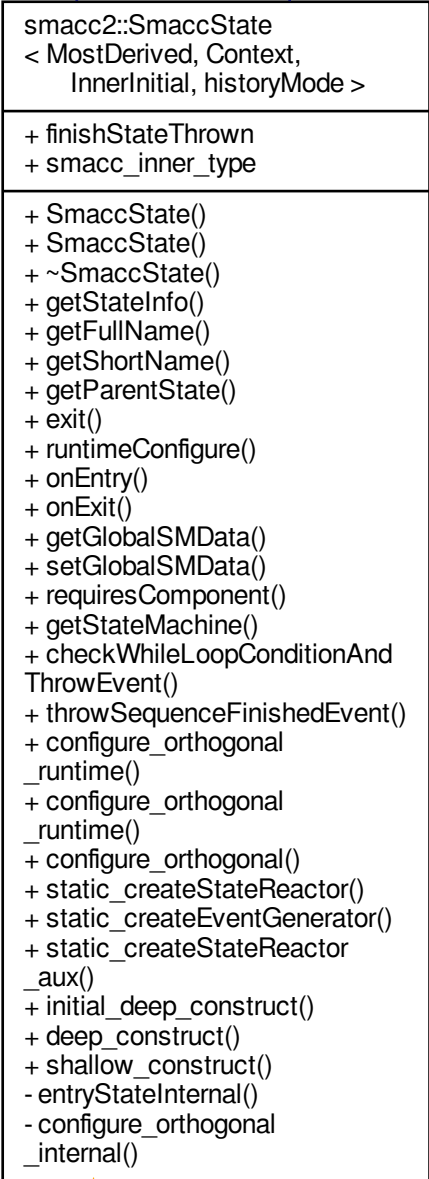 smacc2::SmaccState
< MostDerived, Context,
InnerInitial, historyMode >
+ finishStateThrown
+ smacc_inner_type
+ SmaccState()
+ SmaccState()
+ ~SmaccState()
+ getStateInfo()
+ getFullName()
+ getShortName()
+ getParentState()
+ exit()
+ runtimeConfigure()
+ onEntry()
+ onExit()
+ getGlobalSMData()
+ setGlobalSMData()
+ requiresComponent()
+ getStateMachine()
+ checkWhileLoopConditionAnd
ThrowEvent()
+ throwSequenceFinishedEvent()
+ configure_orthogonal
_runtime()
+ configure_orthogonal
_runtime()
+ configure_orthogonal()
+ static_createStateReactor()
+ static_createEventGenerator()
+ static_createStateReactor
_aux()
+ initial_deep_construct()
+ deep_construct()
+ shallow_construct()
- entryStateInternal()
- configure_orthogonal
_internal()